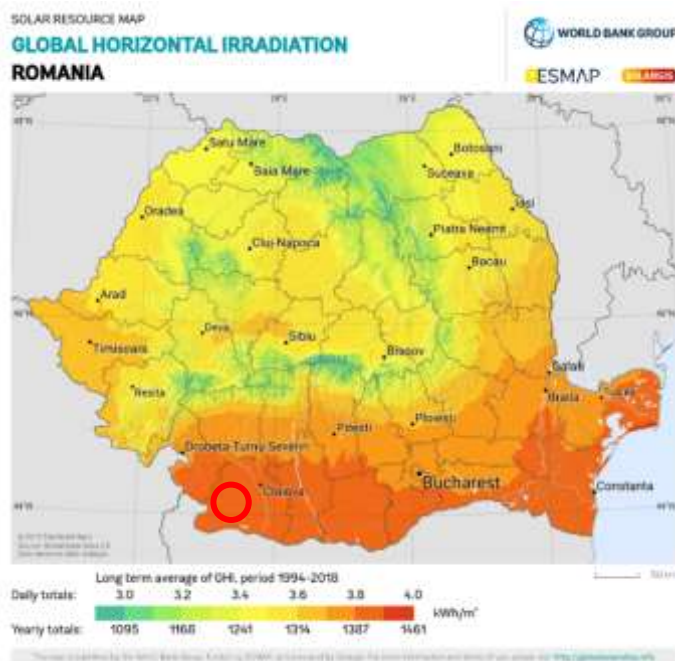 SOLAR RESOURCE MAP
GLOBAL HORIZONTAL IRRADIATION
ROMANIA
WORLD BANK GROUP
ESMAP SOLARGIS
Satu Mare
Botosani
Baia Mare
Suceava
Oradea
Iasi
Piatra Neamt
Cluj-Napoca
Bacau
Arad
Deva
Sibiu
Timisoara
Brasov
Galati
Resita
Braila
Tulcea
Ploiesti
Pitesti
Drobeta-Turnu Severin
Bucharest
Craiova
Constanta
Long term average of GHI, period 1994-2018
Daily totals: 3.0 3.2 3.4 3.6 3.8 4.0
kWh/m²
Yearly totals: 1095 1168 1241 1314 1387 1461